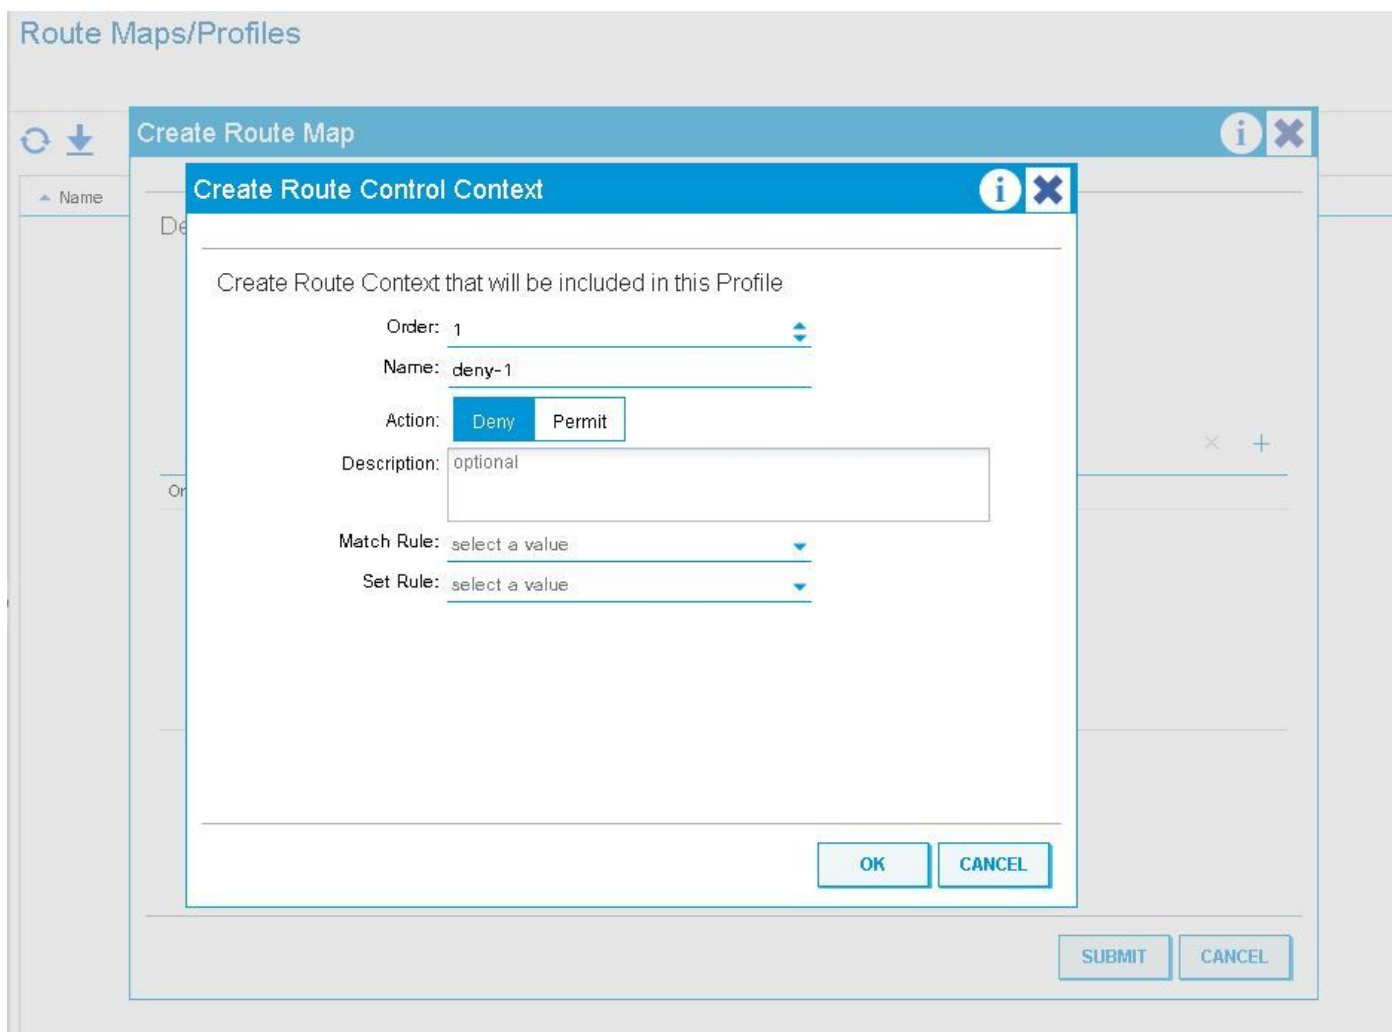 Route Maps/Profiles
Create Route Map
Create Route Control Context
Name
De
Create Route Context that will be included in this Profile
Order: 1
Name: deny-1
Action: Deny Permit
Description: optional
Or
Match Rule: select a value
Set Rule: select a value
OK CANCEL
SUBMIT CANCEL